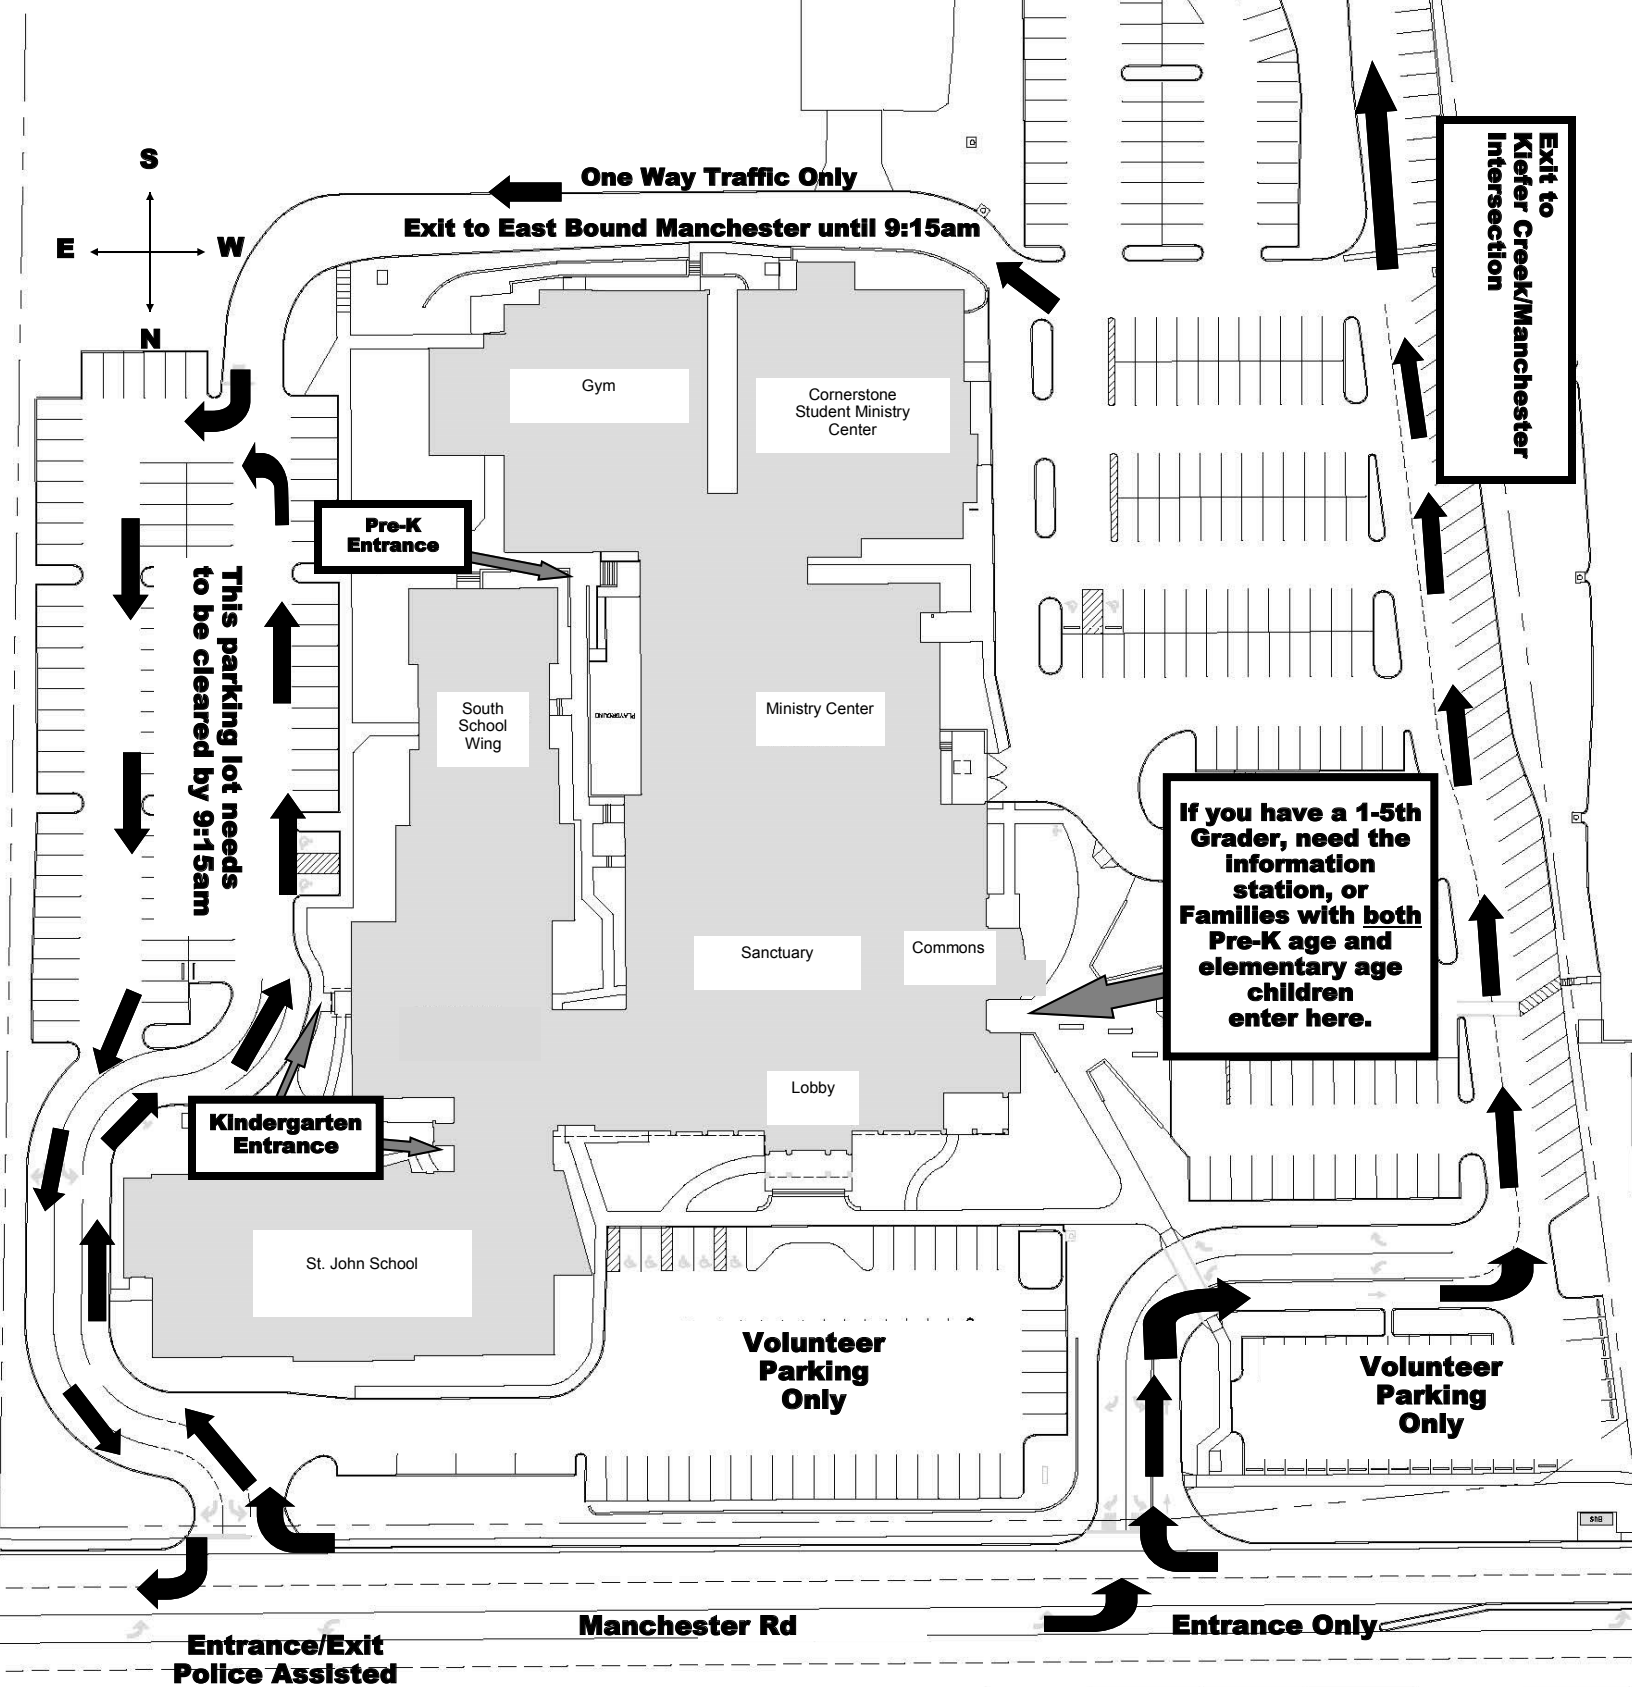 S
E
W
N
One Way Traffic Only
Exit to East Bound Manchester until 9:15am
Exit to
Kiefer Creek/Manchester
Intersection
Gym
Cornerstone
Student Ministry
Center
Pre-K
Entrance
This parking lot needs
to be cleared by 9:15am
South
School
Wing
PLAYGROUND
Ministry Center
If you have a 1-5th
Grader, need the
information
station, or
Families with both
Pre-K age and
elementary age
children
enter here.
Sanctuary
Commons
Lobby
Kindergarten
Entrance
St. John School
Volunteer
Parking
Only
Volunteer
Parking
Only
BUS
Manchester Rd
Entrance Only
Entrance/Exit
Police Assisted